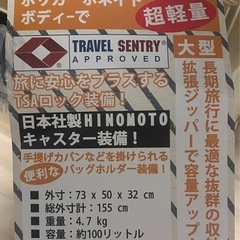 ボディーで
超軽量
TRAVEL SENTRY®
APPROVED
旅に安心をプラスする
TSAロック装備！
日本社製HINOMOTO
キャスター装備！
手提げカバンなどを掛けられる
便利なバッグホルダー装備！
■ 外寸：73 x 50 x 32 cm
■ 総外寸計：155 cm
■ 重量：4.7 kg
■ 容量：約100リットル
大型
長期旅行に最適な抜群の収
拡張ジッパーで容量アップ